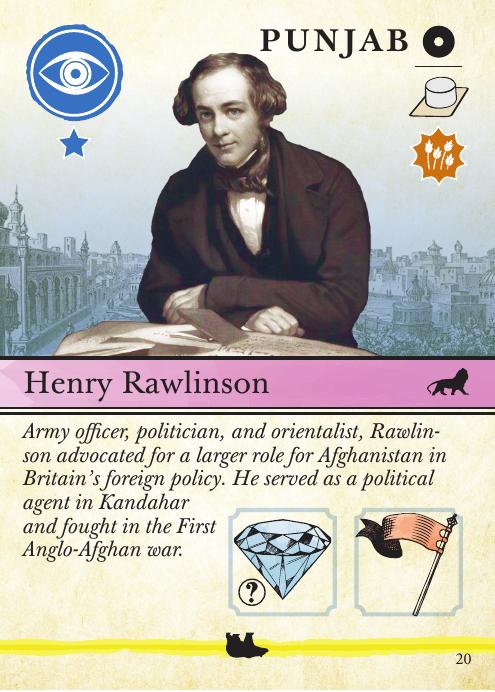 PUNJAB
Henry Rawlinson
Army officer, politician, and orientalist, Rawlin-
son advocated for a larger role for Afghanistan in
Britain's foreign policy. He served as a political
agent in Kandahar
and fought in the First
Anglo-Afghan war.
?
20